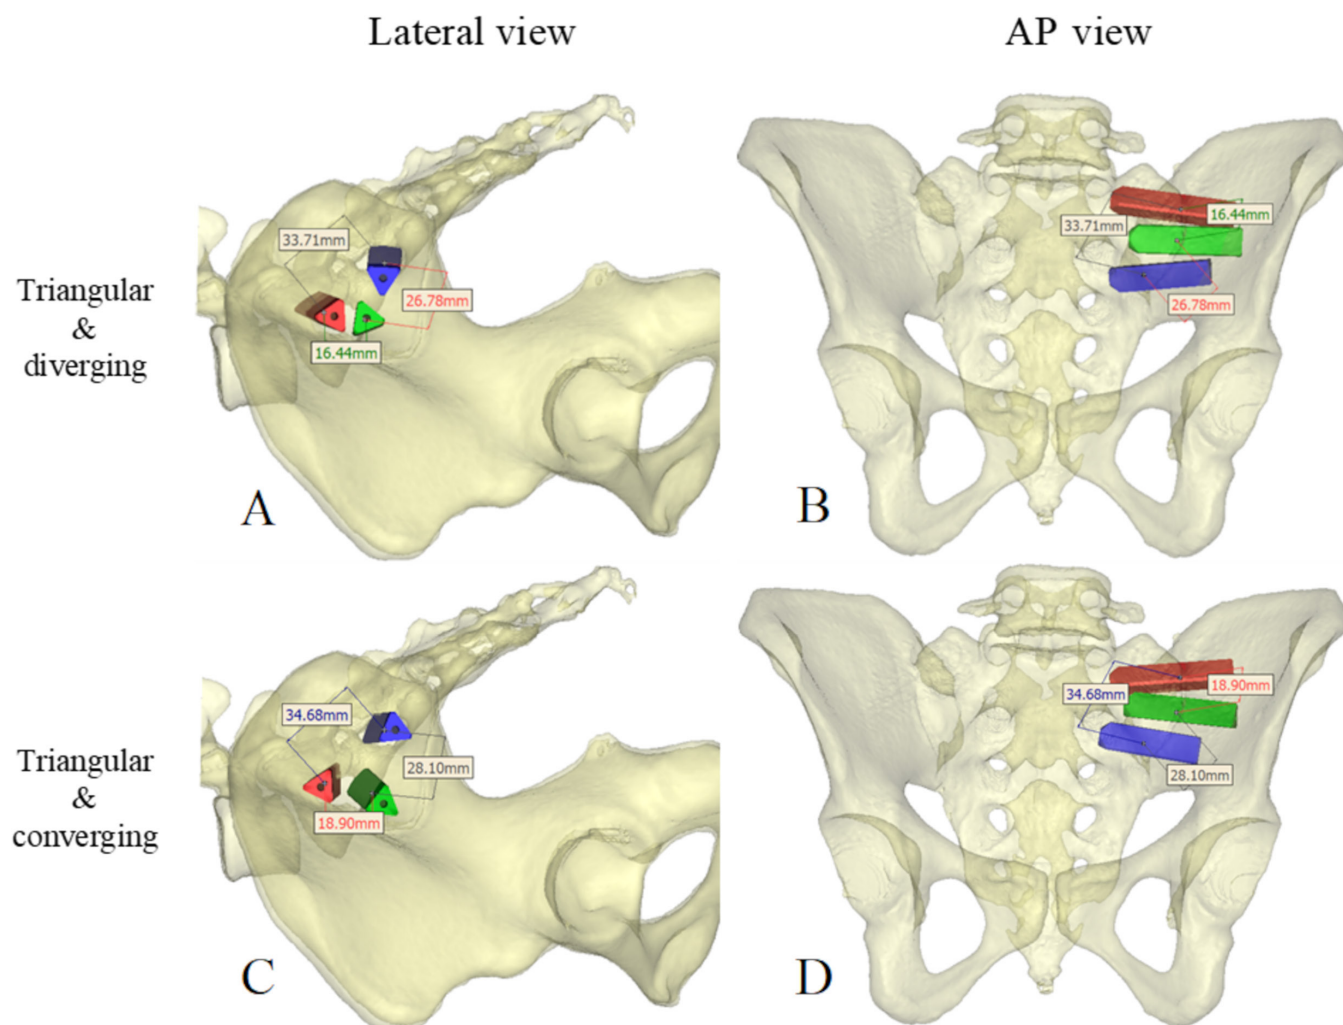 Lateral view
AP view
Triangular
&
diverging
33.71mm
26.78mm
16.44mm
A
16.44mm
33.71mm
26.78mm
B
Triangular
&
converging
34.68mm
28.10mm
18.90mm
C
18.90mm
34.68mm
28.10mm
D